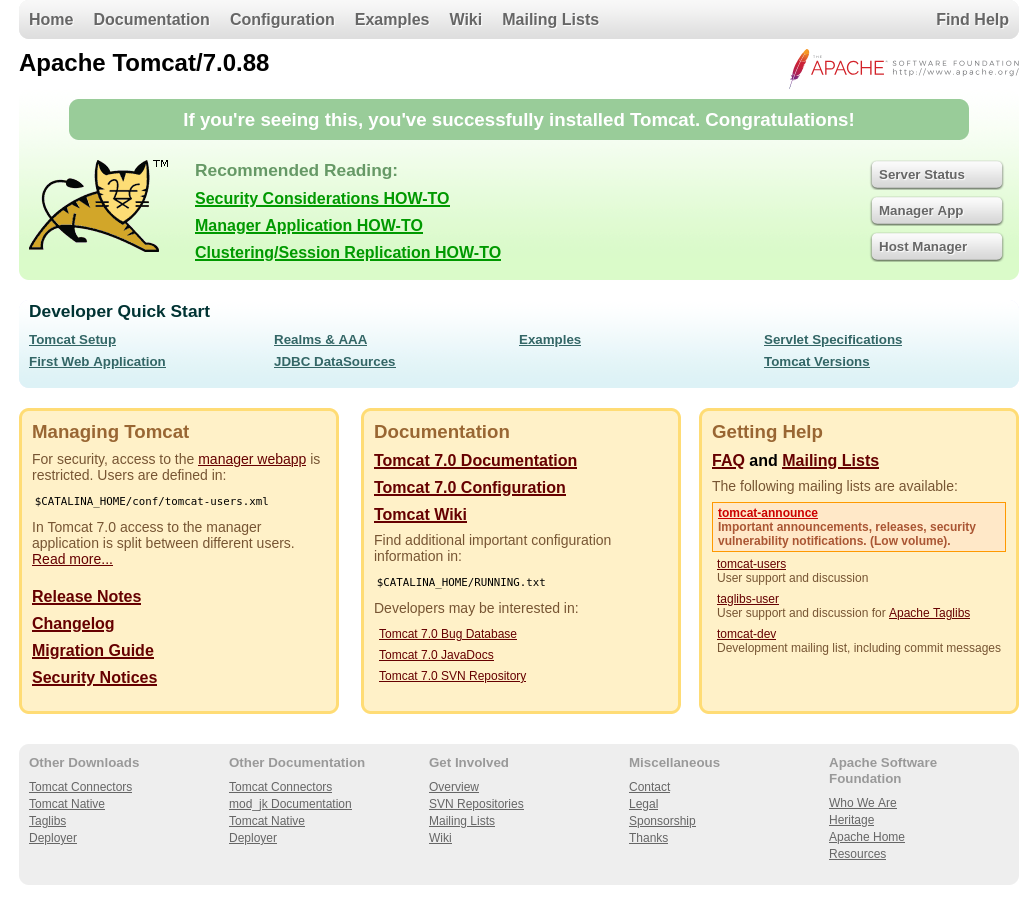 Home Documentation Configuration Examples Wiki Mailing Lists Find Help
Apache Tomcat/7.0.88
THE
APACHE SOFTWARE FOUNDATION
http://www.apache.org/
If you're seeing this, you've successfully installed Tomcat. Congratulations!
TM
Recommended Reading:
Security Considerations HOW-TO
Manager Application HOW-TO
Clustering/Session Replication HOW-TO
Server Status
Manager App
Host Manager
Developer Quick Start
Tomcat Setup Realms & AAA Examples Servlet Specifications
First Web Application JDBC DataSources Tomcat Versions
Managing Tomcat
For security, access to the manager webapp is
restricted. Users are defined in:
$CATALINA_HOME/conf/tomcat-users.xml
In Tomcat 7.0 access to the manager
application is split between different users.
Read more...
Release Notes
Changelog
Migration Guide
Security Notices
Documentation
Tomcat 7.0 Documentation
Tomcat 7.0 Configuration
Tomcat Wiki
Find additional important configuration
information in:
$CATALINA_HOME/RUNNING.txt
Developers may be interested in:
Tomcat 7.0 Bug Database
Tomcat 7.0 JavaDocs
Tomcat 7.0 SVN Repository
Getting Help
FAQ and Mailing Lists
The following mailing lists are available:
tomcat-announce
Important announcements, releases, security
vulnerability notifications. (Low volume).
tomcat-users
User support and discussion
taglibs-user
User support and discussion for Apache Taglibs
tomcat-dev
Development mailing list, including commit messages
Other Downloads
Tomcat Connectors
Tomcat Native
Taglibs
Deployer
Other Documentation
Tomcat Connectors
mod_jk Documentation
Tomcat Native
Deployer
Get Involved
Overview
SVN Repositories
Mailing Lists
Wiki
Miscellaneous
Contact
Legal
Sponsorship
Thanks
Apache Software
Foundation
Who We Are
Heritage
Apache Home
Resources